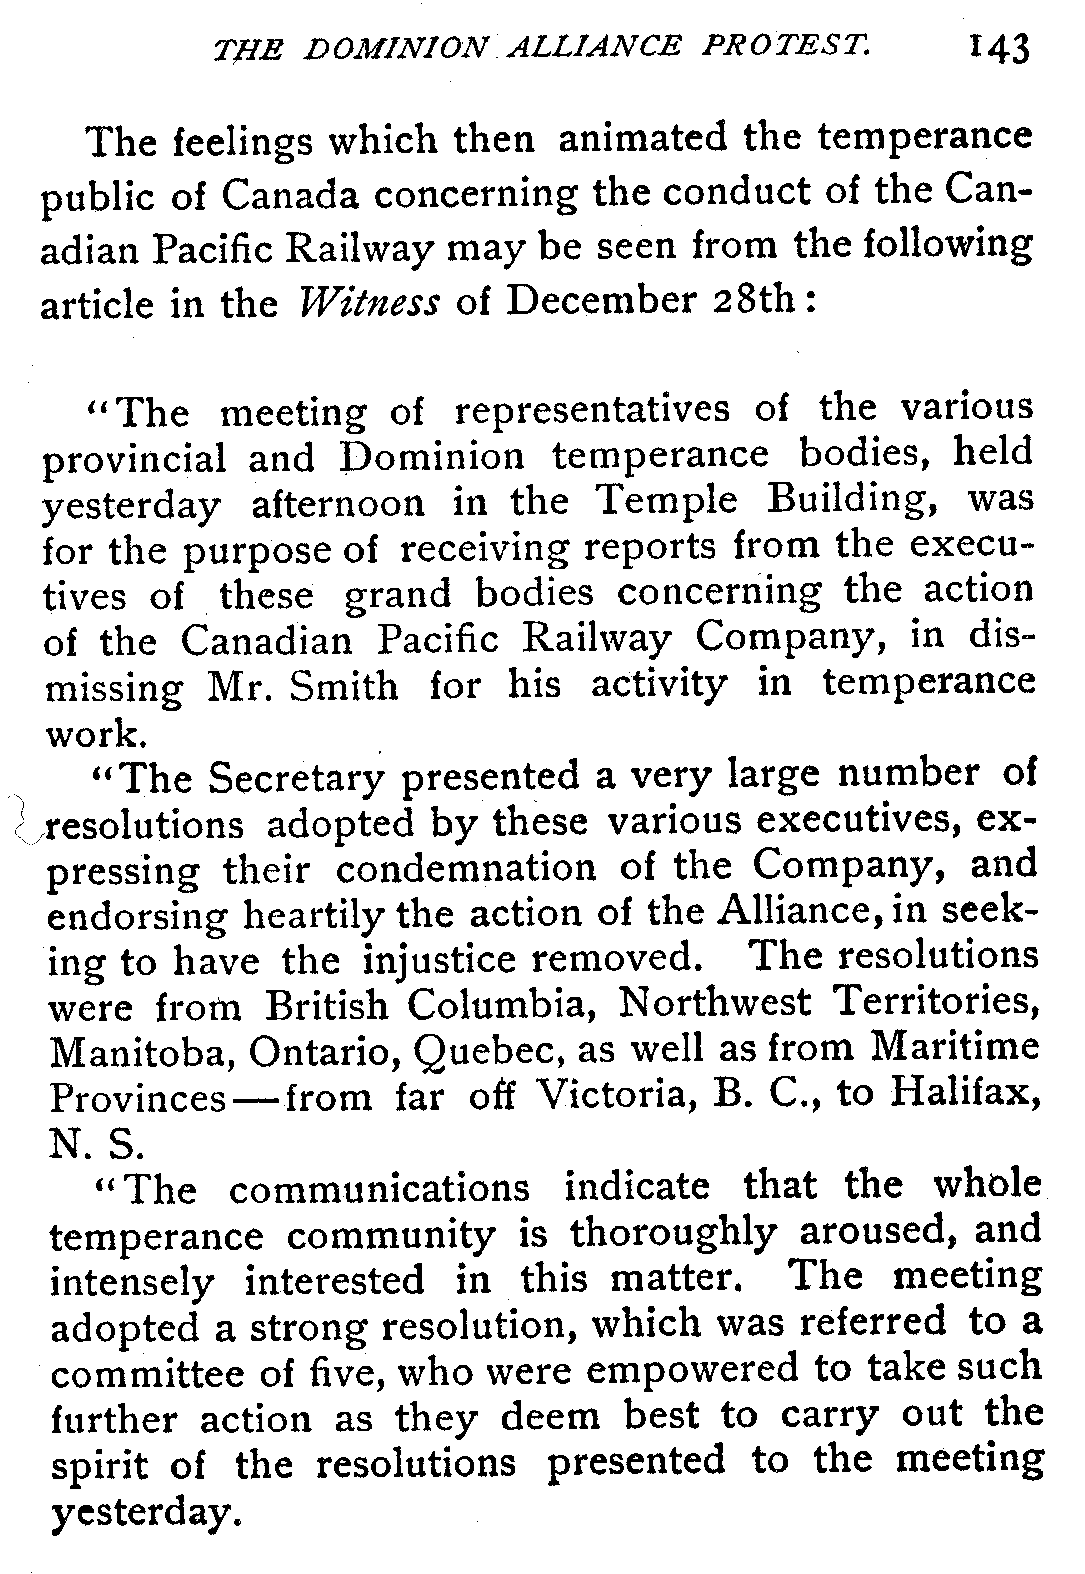 THE DOMINION ALLIANCE PROTEST. 143
The feelings which then animated the temperance
public of Canada concerning the conduct of the Can-
adian Pacific Railway may be seen from the following
article in the Witness of December 28th:
"The meeting of representatives of the various
provincial and Dominion temperance bodies, held
yesterday afternoon in the Temple Building, was
for the purpose of receiving reports from the execu-
tives of these grand bodies concerning the action
of the Canadian Pacific Railway Company, in dis-
missing Mr. Smith for his activity in temperance
work.
"The Secretary presented a very large number of
resolutions adopted by these various executives, ex-
pressing their condemnation of the Company, and
endorsing heartily the action of the Alliance, in seek-
ing to have the injustice removed. The resolutions
were from British Columbia, Northwest Territories,
Manitoba, Ontario, Quebec, as well as from Maritime
Provinces—from far off Victoria, B. C., to Halifax,
N. S.
"The communications indicate that the whole
temperance community is thoroughly aroused, and
intensely interested in this matter. The meeting
adopted a strong resolution, which was referred to a
committee of five, who were empowered to take such
further action as they deem best to carry out the
spirit of the resolutions presented to the meeting
yesterday.